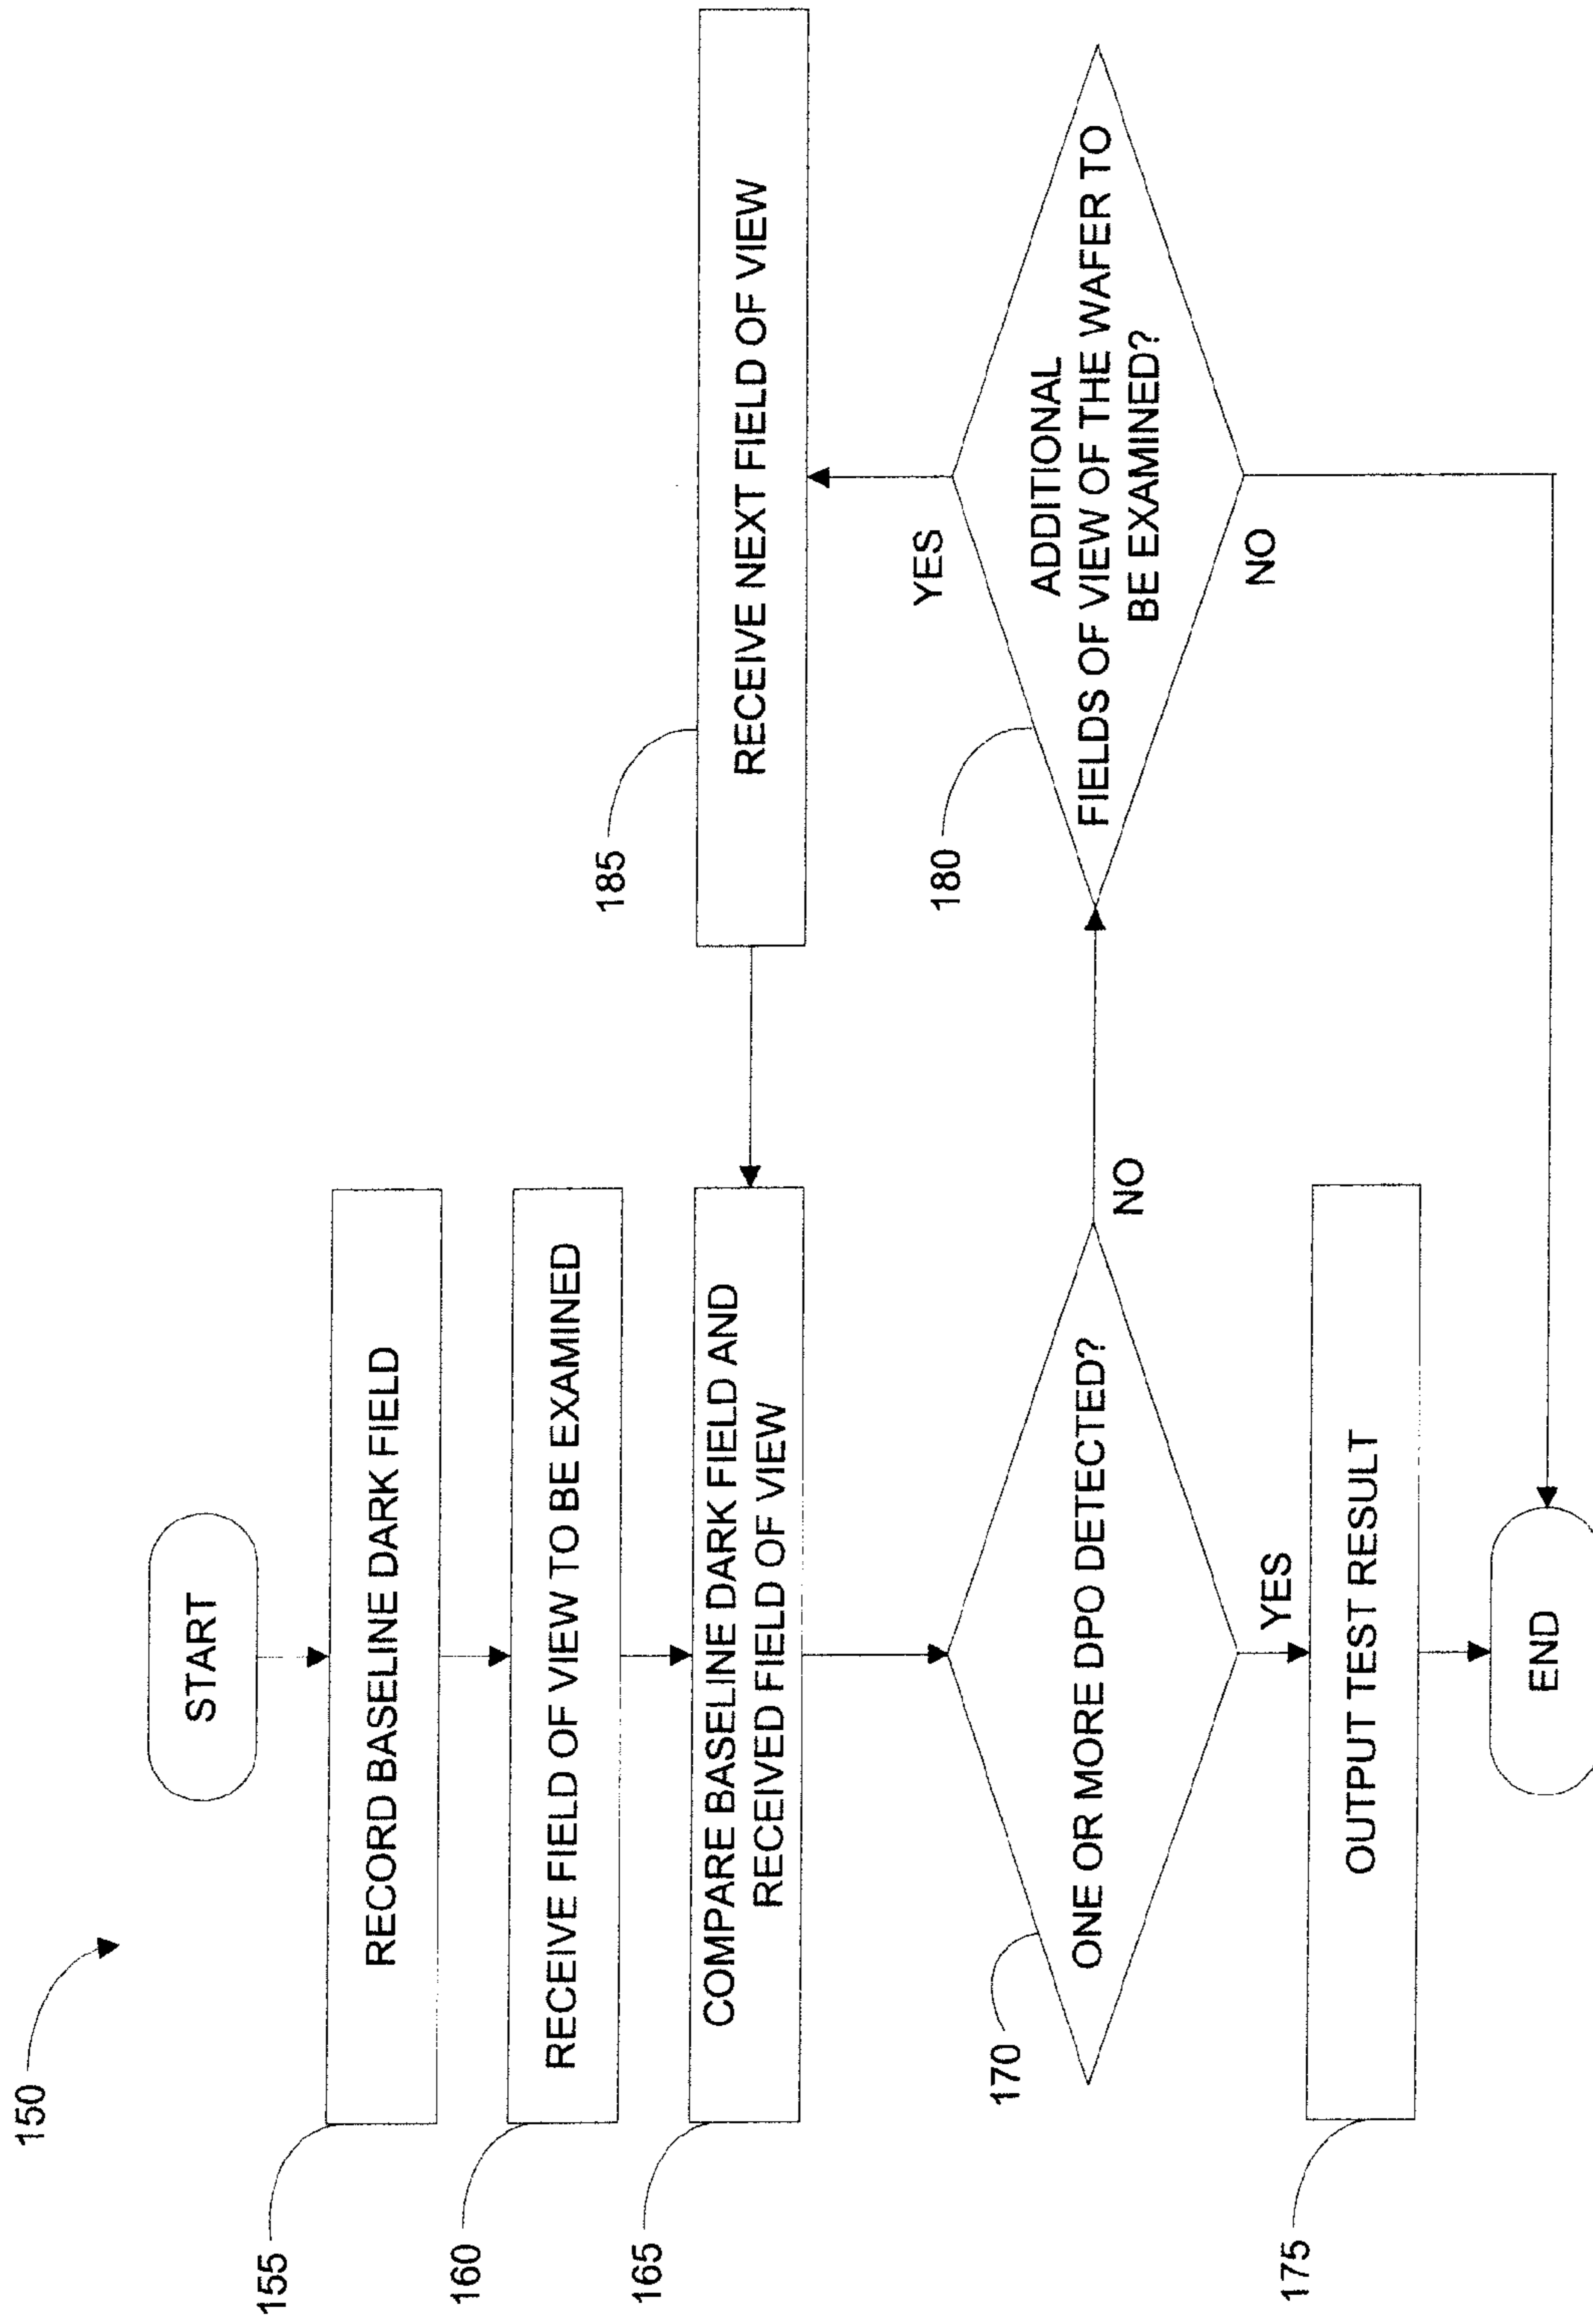 150
START
155
RECORD BASELINE DARK FIELD
160
RECEIVE FIELD OF VIEW TO BE EXAMINED
165
COMPARE BASELINE DARK FIELD AND
RECEIVED FIELD OF VIEW
185
RECEIVE NEXT FIELD OF VIEW
170
ONE OR MORE DPO DETECTED?
NO
YES
180
ADDITIONAL
FIELDS OF VIEW OF THE WAFER TO
BE EXAMINED?
YES
NO
175
OUTPUT TEST RESULT
END